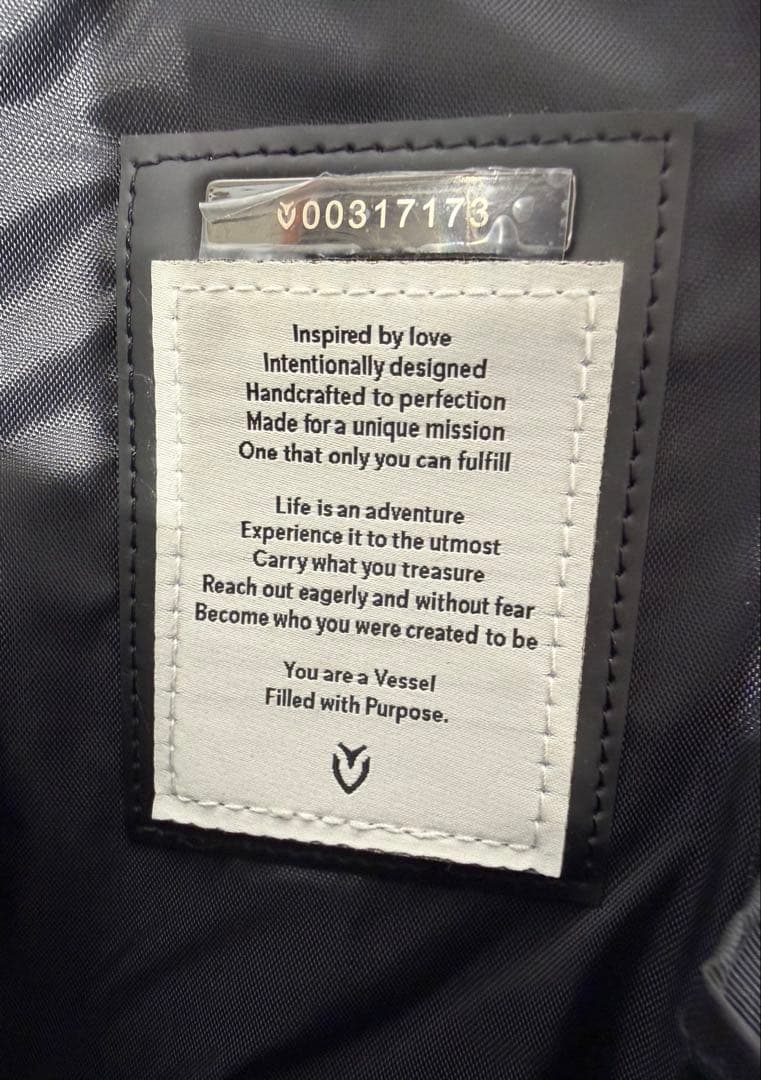 00317173
Inspired by love
Intentionally designed
Handcrafted to perfection
Made for a unique mission
One that only you can fulfill
Life is an adventure
Experience it to the utmost
Carry what you treasure
Reach out eagerly and without fear
Become who you were created to be
You are a Vessel
Filled with Purpose.